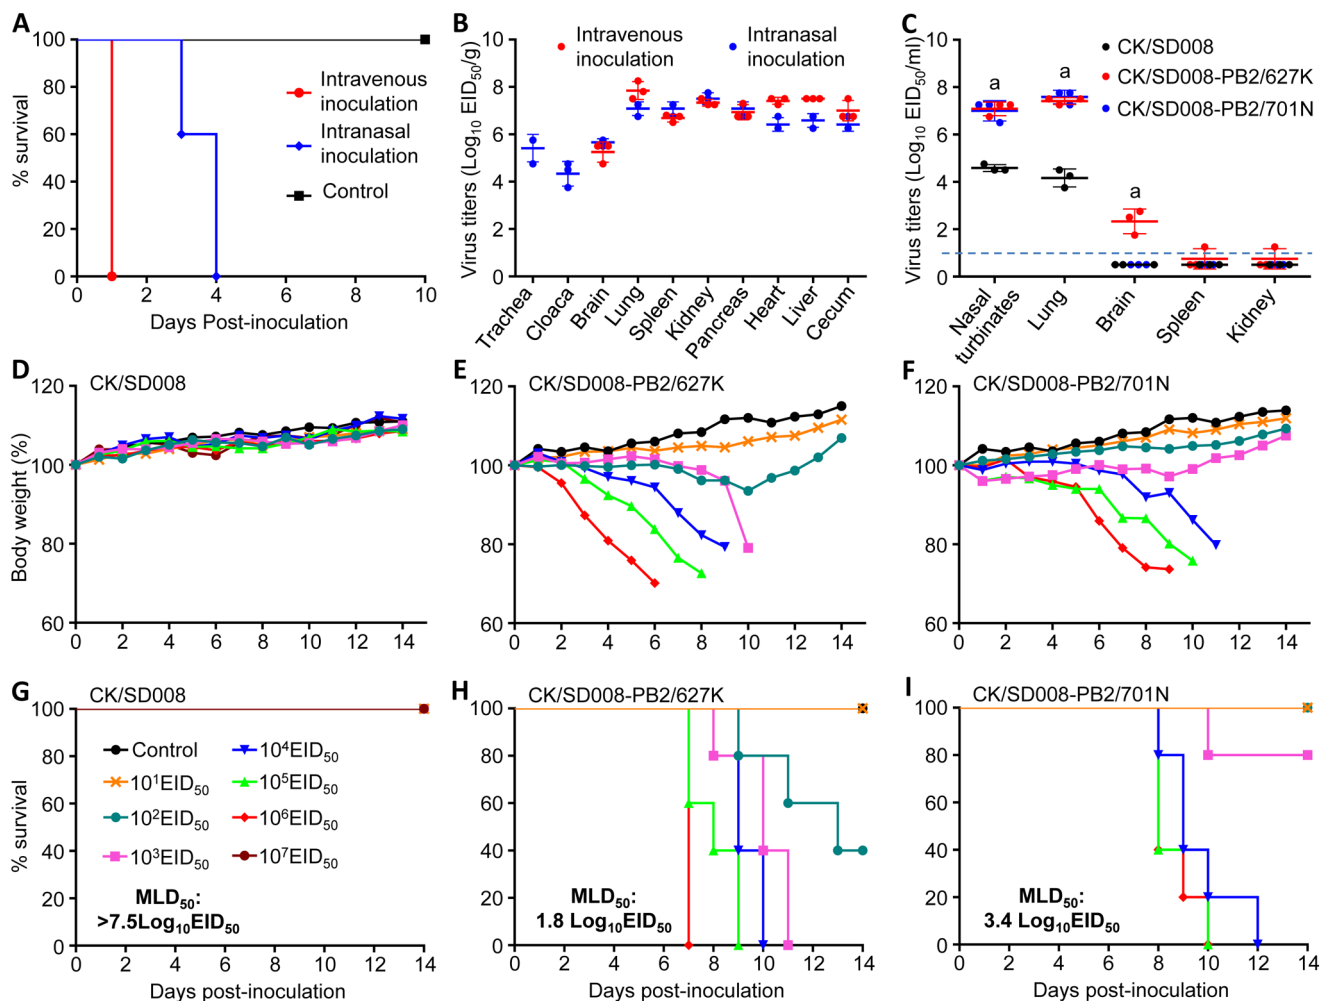 A
100
80
60
40
20
0
% survival
0 2 4 6 8 10
Days Post-inoculation
Intravenous
inoculation
Intranasal
inoculation
Control
B
10
8
6
4
2
0
Virus titers (Log₁₀ EID₅₀/g)
Intravenous
inoculation
Intranasal
inoculation
Trachea
Cloaca
Brain
Lung
Spleen
Kidney
Pancreas
Heart
Liver
Cecum
C
10
8
6
4
2
0
Virus titers (Log₁₀ EID₅₀/ml)
CK/SD008
CK/SD008-PB2/627K
CK/SD008-PB2/701N
a
a
a
Nasal
turbinates
Lung
Brain
Spleen
Kidney
D
CK/SD008
120
100
80
60
Body weight (%)
0 2 4 6 8 10 12 14
E
CK/SD008-PB2/627K
120
100
80
60
0 2 4 6 8 10 12 14
F
CK/SD008-PB2/701N
120
100
80
60
0 2 4 6 8 10 12 14
G
CK/SD008
100
80
60
40
20
0
% survival
Control
10¹EID₅₀
10²EID₅₀
10³EID₅₀
10⁴EID₅₀
10⁵EID₅₀
10⁶EID₅₀
10⁷EID₅₀
MLD₅₀:
>7.5Log₁₀EID₅₀
0 2 4 6 8 10 12 14
Days post-inoculation
H
CK/SD008-PB2/627K
100
80
60
40
20
0
MLD₅₀:
1.8 Log₁₀EID₅₀
0 2 4 6 8 10 12 14
Days post-inoculation
I
CK/SD008-PB2/701N
100
80
60
40
20
0
MLD₅₀:
3.4 Log₁₀EID₅₀
0 2 4 6 8 10 12 14
Days post-inoculation